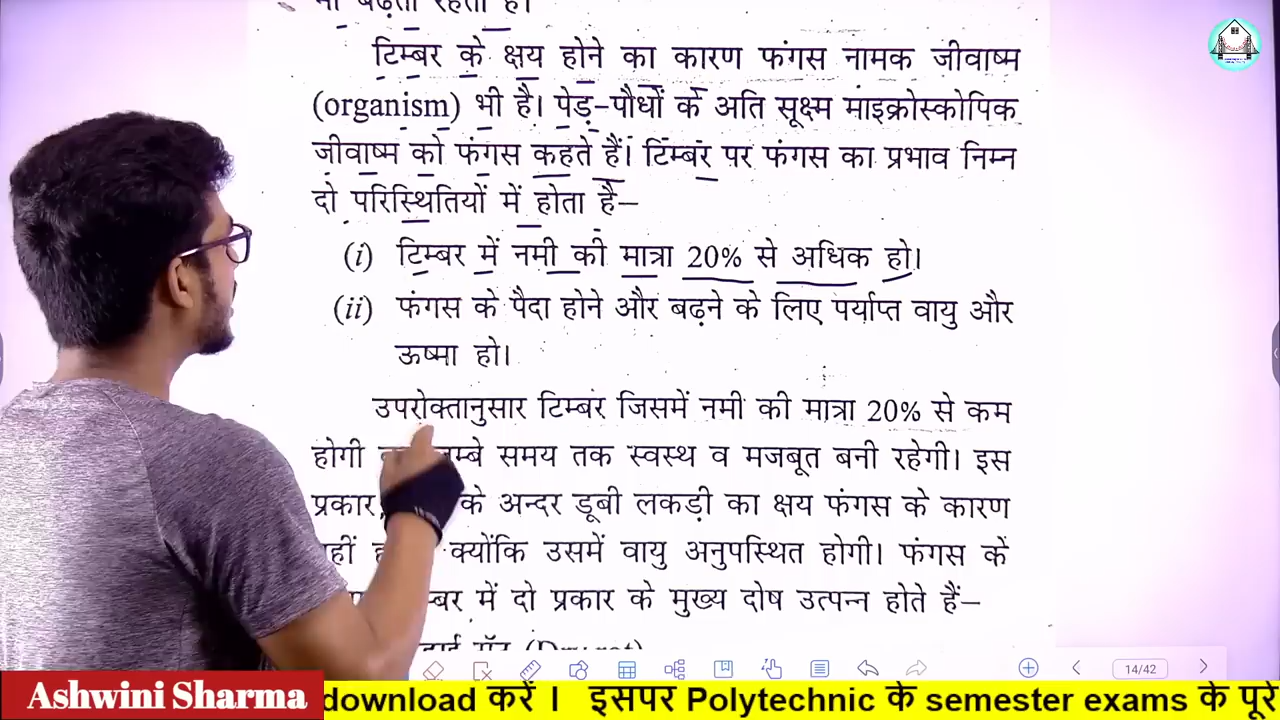 टिम्बर के क्षय होने का कारण फंगस नामक जीवाष्म
(organism) भी है। पेड़-पौधों के अति सूक्ष्म माइक्रोस्कोपिक
जीवाष्म को फंगस कहते हैं। टिम्बर पर फंगस का प्रभाव निम्न
दो परिस्थितियों में होता है–
(i) टिम्बर में नमी की मात्रा 20% से अधिक हो।
(ii) फंगस के पैदा होने और बढ़ने के लिए पर्याप्त वायु और
ऊष्मा हो।
उपरोक्तानुसार टिम्बर जिसमें नमी की मात्रा 20% से कम
होगी लम्बे समय तक स्वस्थ व मजबूत बनी रहेगी। इस
प्रकार, के अन्दर डूबी लकड़ी का क्षय फंगस के कारण
नहीं क्योंकि उसमें वायु अनुपस्थित होगी। फंगस के
टिम्बर में दो प्रकार के मुख्य दोष उत्पन्न होते हैं–
14/42
Ashwini Sharma
download करें । इसपर Polytechnic के semester exams के पूरे